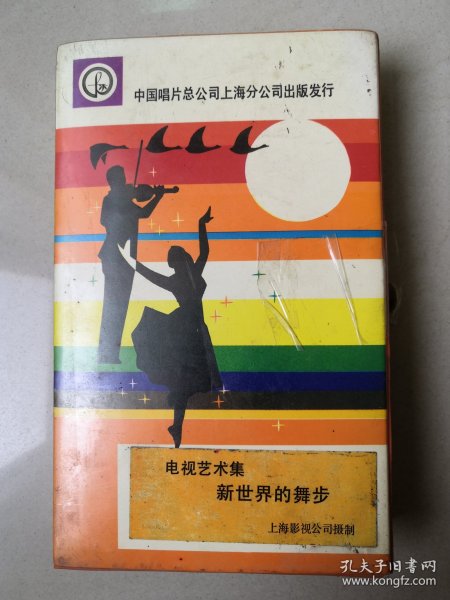 中国唱片总公司上海分公司出版发行
电视艺术集
新世界的舞步
上海影视公司摄制
孔夫子旧书网
www.kongfz.com